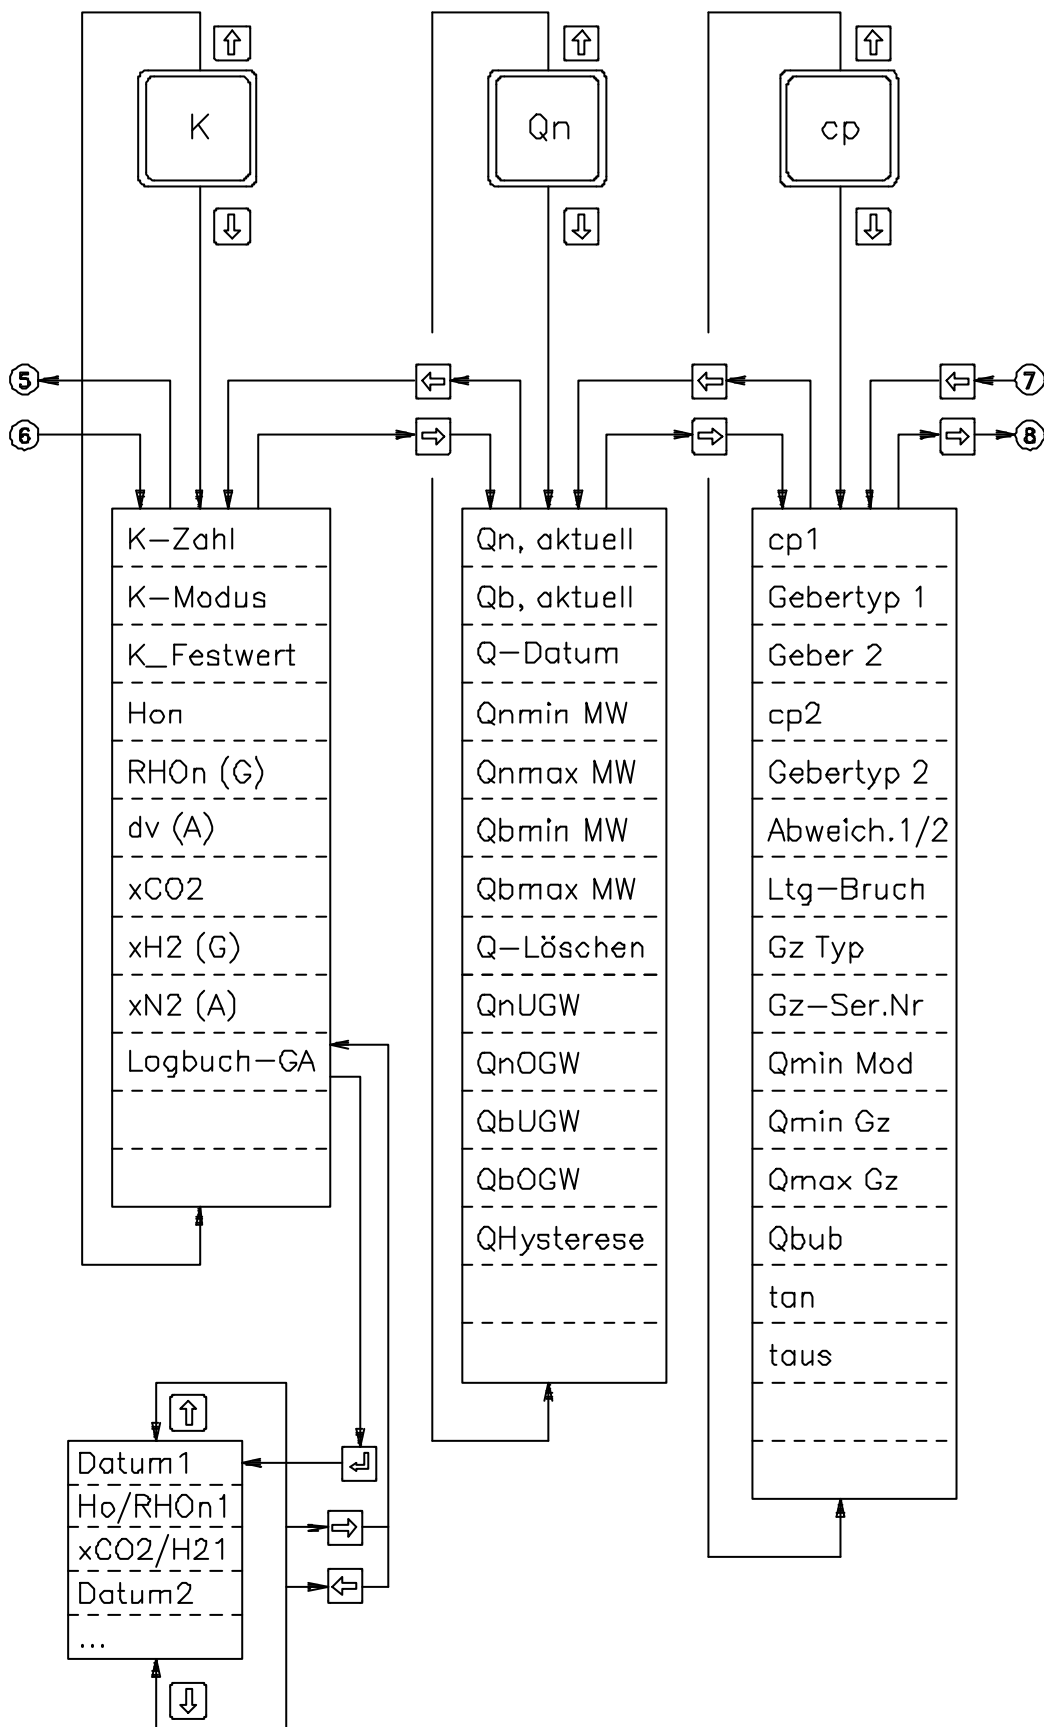 K
Qn
cp
5
7
6
8
K-Zahl
K-Modus
K_Festwert
Hon
RHOn (G)
dv (A)
xCO2
xH2 (G)
xN2 (A)
Logbuch-GA
Qn, aktuell
Qb, aktuell
Q-Datum
Qnmin MW
Qnmax MW
Qbmin MW
Qbmax MW
Q-Löschen
QnUGW
QnOGW
QbUGW
QbOGW
QHysterese
cp1
Gebertyp 1
Geber 2
cp2
Gebertyp 2
Abweich.1/2
Ltg-Bruch
Gz Typ
Gz-Ser.Nr
Qmin Mod
Qmin Gz
Qmax Gz
Qbub
tan
taus
Datum1
Ho/RHOn1
xCO2/H21
Datum2
...